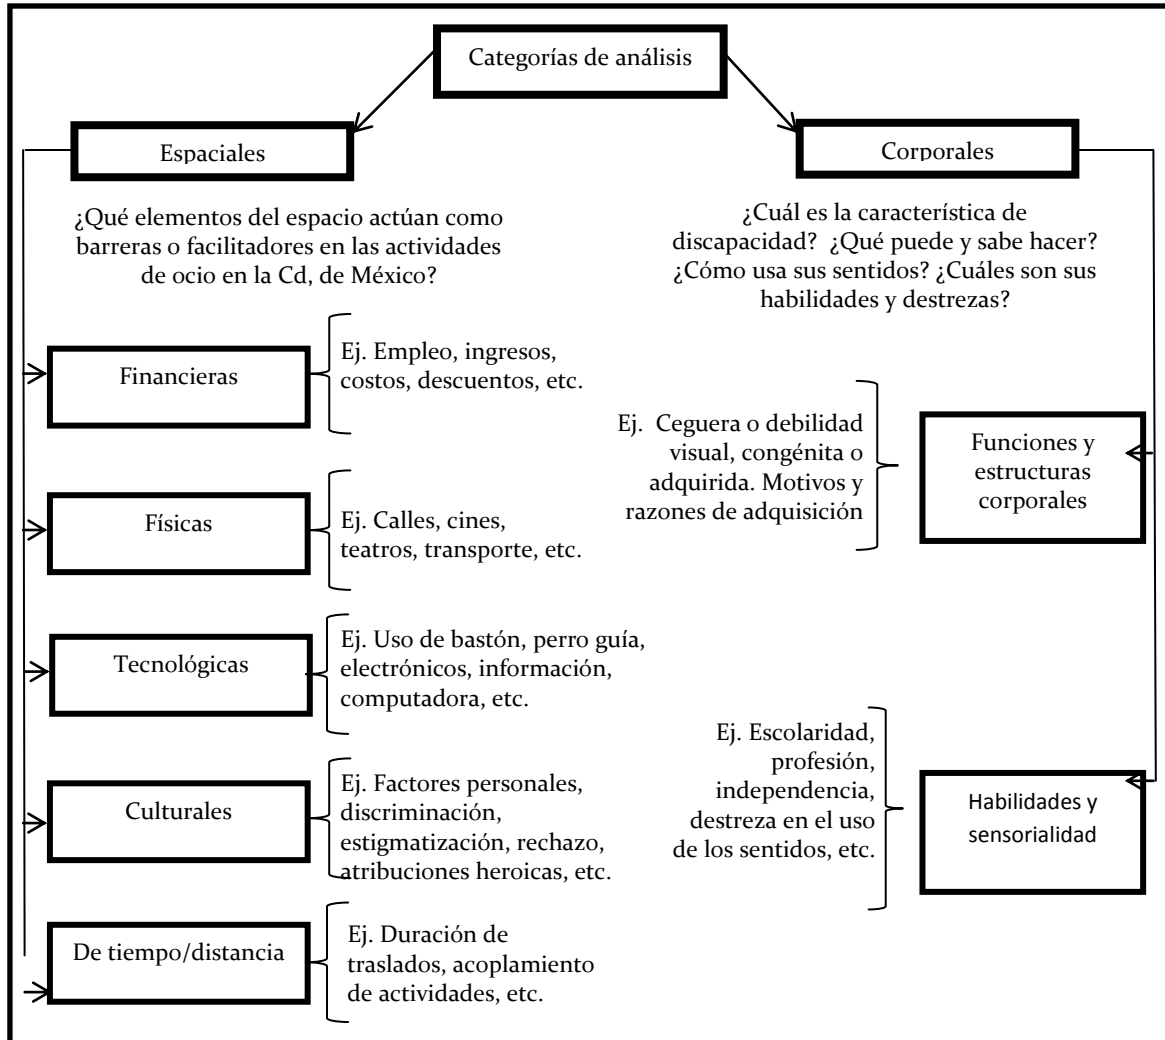 Categorías de análisis
Espaciales
¿Qué elementos del espacio actúan como
barreras o facilitadores en las actividades
de ocio en la Cd, de México?
Financieras
Ej. Empleo, ingresos,
costos, descuentos, etc.
Físicas
Ej. Calles, cines,
teatros, transporte, etc.
Tecnológicas
Ej. Uso de bastón, perro guía,
electrónicos, información,
computadora, etc.
Culturales
Ej. Factores personales,
discriminación,
estigmatización, rechazo,
atribuciones heroicas, etc.
De tiempo/distancia
Ej. Duración de
traslados, acoplamiento
de actividades, etc.
Corporales
¿Cuál es la característica de
discapacidad? ¿Qué puede y sabe hacer?
¿Cómo usa sus sentidos? ¿Cuáles son sus
habilidades y destrezas?
Ej. Ceguera o debilidad
visual, congénita o
adquirida. Motivos y
razones de adquisición
Funciones y
estructuras
corporales
Ej. Escolaridad,
profesión,
independencia,
destreza en el uso
de los sentidos, etc.
Habilidades y
sensorialidad